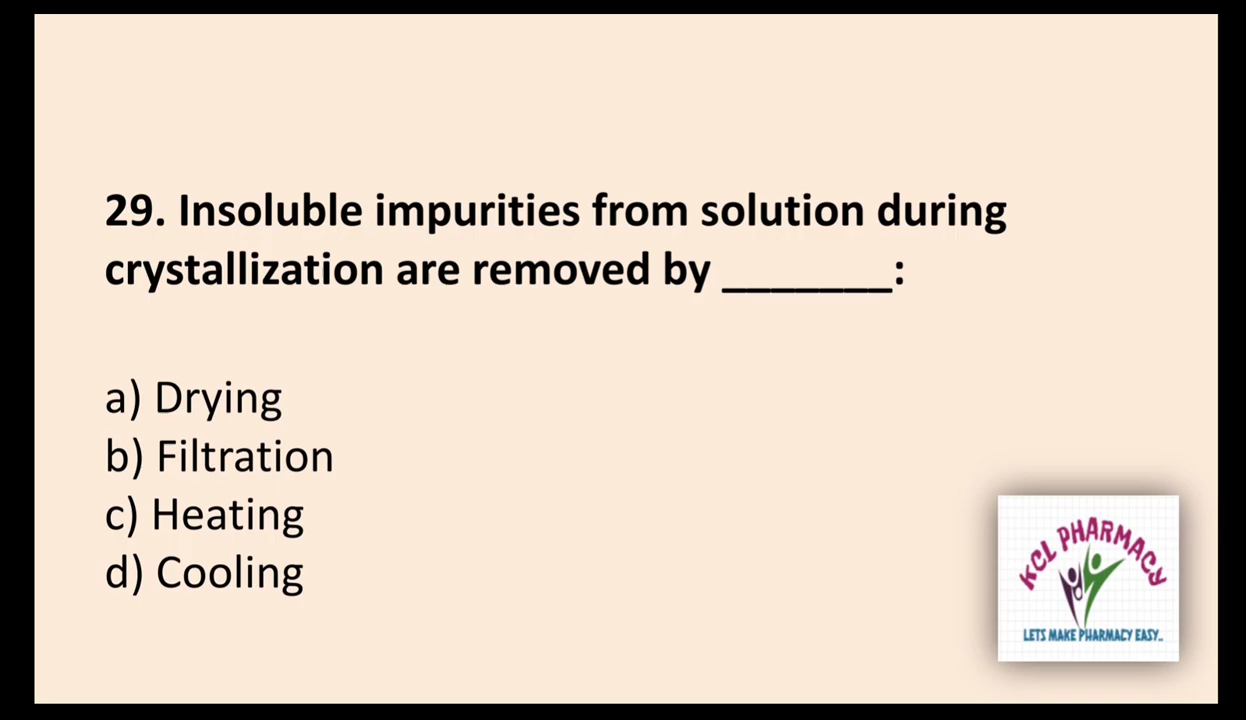 29. Insoluble impurities from solution during
crystallization are removed by _______:
a) Drying
b) Filtration
c) Heating
d) Cooling
KCL PHARMACY
LETS MAKE PHARMACY EASY..